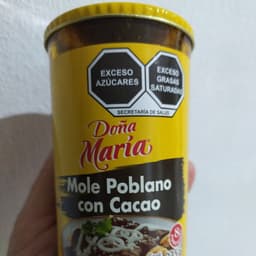 EXCESO AZÚCARES
EXCESO GRASAS SATURADAS
SECRETARÍA DE SALUD
Doña
María
Mole Poblano
con Cacao